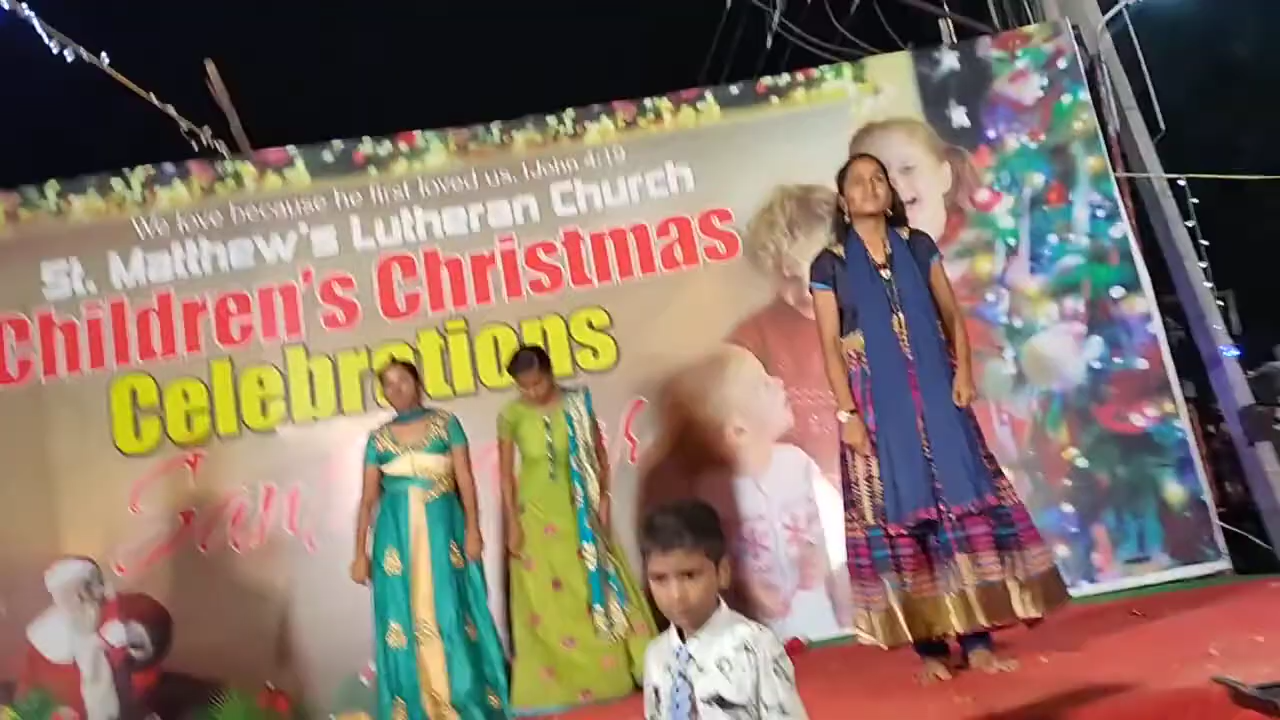 We love because he first loved us. 1John 4:19
St. Matthew's Lutheran Church
Children's Christmas
Celebrations